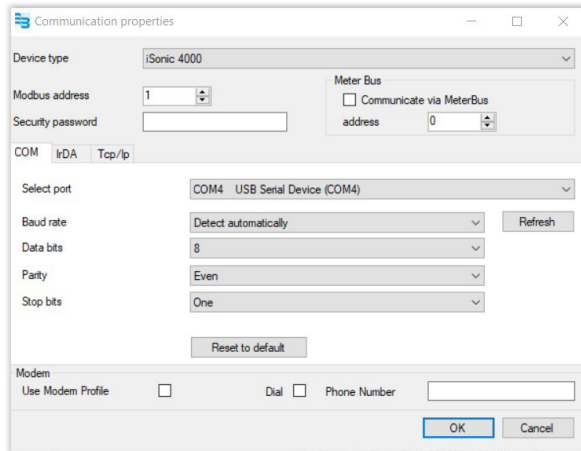 Communication properties
Device type iSonic 4000
Meter Bus
Modbus address 1 Communicate via MeterBus
Security password address 0
COM IrDA Tcp/Ip
Select port COM4 USB Serial Device (COM4)
Baud rate Detect automatically Refresh
Data bits 8
Parity Even
Stop bits One
Reset to default
Modem
Use Modem Profile Dial Phone Number
OK Cancel